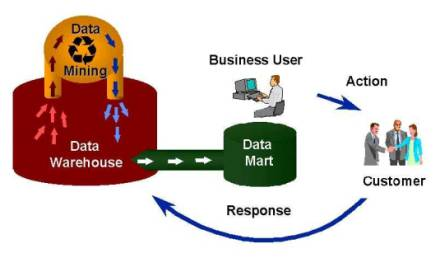 Data
Mining
Data
Warehouse
Business User
Data
Mart
Action
Customer
Response